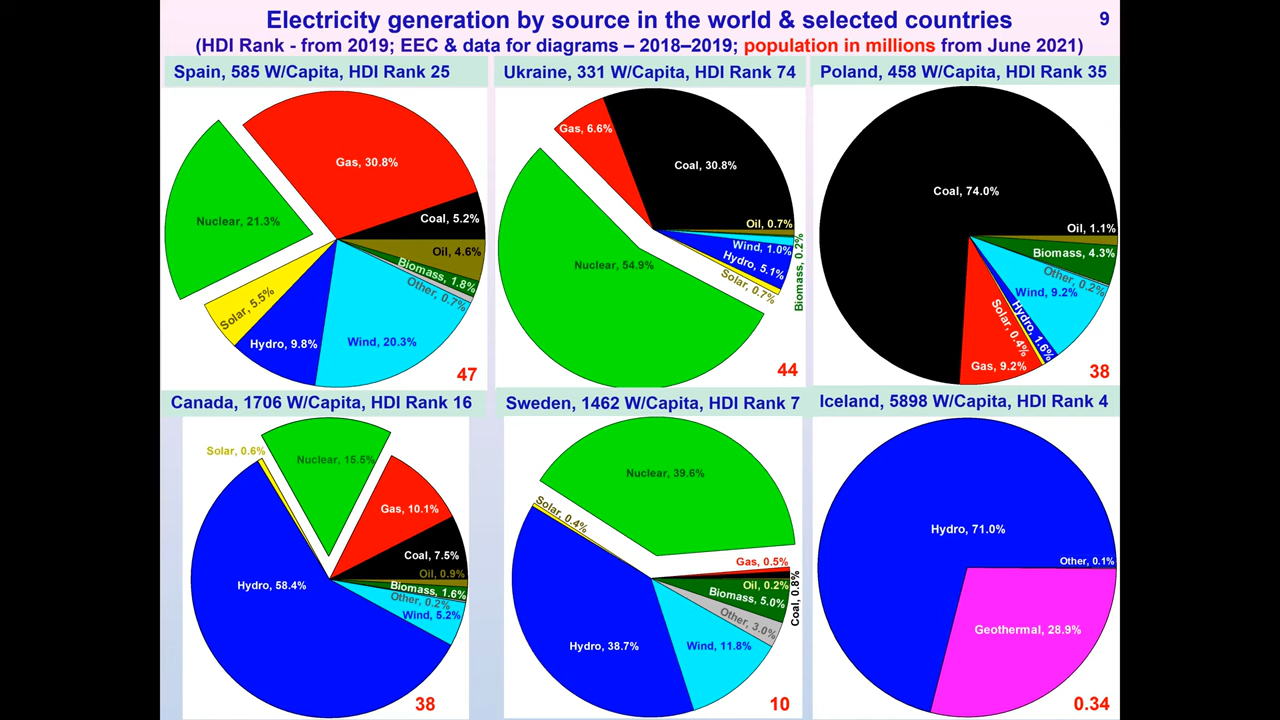 Electricity generation by source in the world & selected countries
9
(HDI Rank - from 2019; EEC & data for diagrams – 2018–2019; population in millions from June 2021)
Spain, 585 W/Capita, HDI Rank 25
Gas, 30.8%
Coal, 5.2%
Nuclear, 21.3%
Oil, 4.6%
Biomass, 1.8%
Other, 0.7%
Solar, 5.5%
Hydro, 9.8%
Wind, 20.3%
47
Ukraine, 331 W/Capita, HDI Rank 74
Gas, 6.6%
Coal, 30.8%
Oil, 0.7%
Wind, 1.0%
Biomass, 0.2%
Hydro, 5.1%
Nuclear, 54.9%
Solar, 0.7%
44
Poland, 458 W/Capita, HDI Rank 35
Coal, 74.0%
Oil, 1.1%
Biomass, 4.3%
Other, 0.2%
Wind, 9.2%
Hydro, 1.6%
Solar, 0.4%
Gas, 9.2%
38
Canada, 1706 W/Capita, HDI Rank 16
Solar, 0.6%
Nuclear, 15.5%
Gas, 10.1%
Coal, 7.5%
Oil, 0.9%
Hydro, 58.4%
Biomass, 1.6%
Other, 0.2%
Wind, 5.2%
38
Sweden, 1462 W/Capita, HDI Rank 7
Nuclear, 39.6%
Solar, 0.4%
Gas, 0.5%
Oil, 0.2%
Coal, 0.8%
Biomass, 5.0%
Other, 3.0%
Hydro, 38.7%
Wind, 11.8%
10
Iceland, 5898 W/Capita, HDI Rank 4
Hydro, 71.0%
Other, 0.1%
Geothermal, 28.9%
0.34